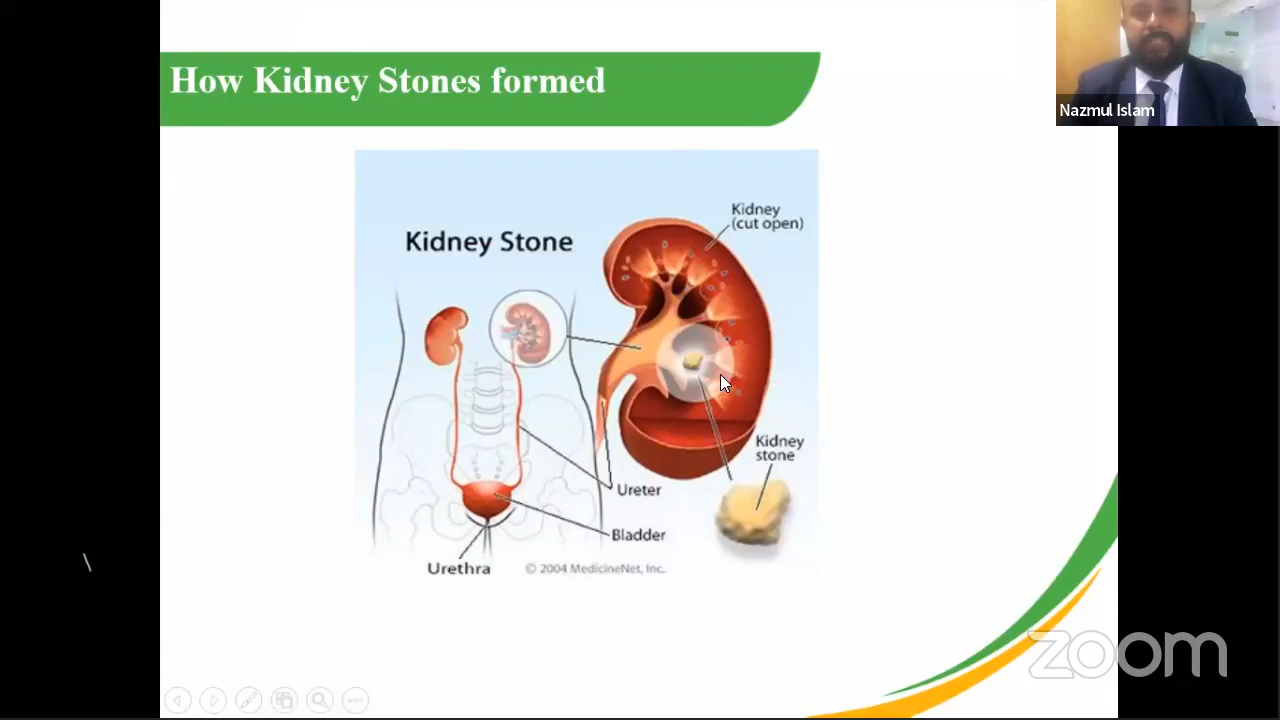 How Kidney Stones formed
Nazmul Islam
Kidney
(cut open)
Kidney Stone
Kidney
stone
Ureter
Bladder
Urethra
© 2004 MedicineNet, Inc.
zoom